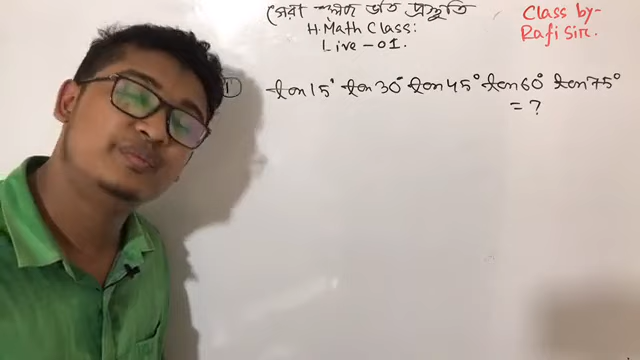 সেরা স্কুল ভর্তি প্রস্তুতি
H.Math Class:
Live -01.
Class by-
Rafi Sir.
① tan15° tan30° tan45° tan60° tan75°
= ?